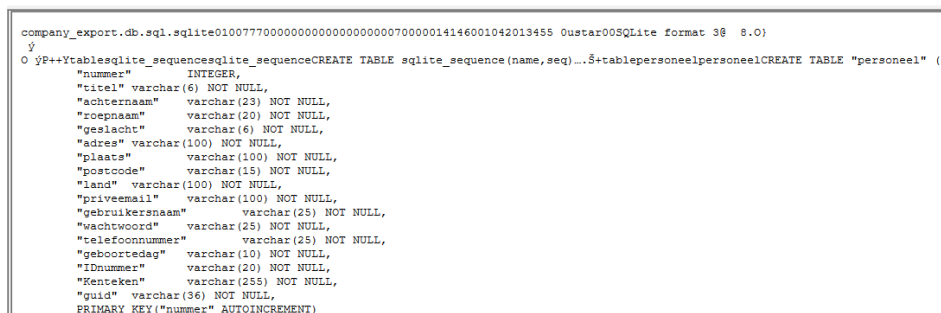 company_export.db.sql.sqlite0100777000000000000000000070000014146001042013455 0ustar00SQLite format 3@  8.O}
ý
O ýP++Ytablesqlite_sequencesqlite_sequenceCREATE TABLE sqlite_sequence(name,seq)….Š+tablepersoneelpersoneelCREATE TABLE "personeel" (
"nummer" INTEGER,
"titel" varchar(6) NOT NULL,
"achternaam" varchar(23) NOT NULL,
"roepnaam" varchar(20) NOT NULL,
"geslacht" varchar(6) NOT NULL,
"adres" varchar(100) NOT NULL,
"plaats" varchar(100) NOT NULL,
"postcode" varchar(15) NOT NULL,
"land" varchar(100) NOT NULL,
"priveemail" varchar(100) NOT NULL,
"gebruikersnaam" varchar(25) NOT NULL,
"wachtwoord" varchar(25) NOT NULL,
"telefoonnummer" varchar(25) NOT NULL,
"geboortedag" varchar(10) NOT NULL,
"IDnummer" varchar(20) NOT NULL,
"Kenteken" varchar(255) NOT NULL,
"guid" varchar(36) NOT NULL,
PRIMARY KEY("nummer" AUTOINCREMENT)